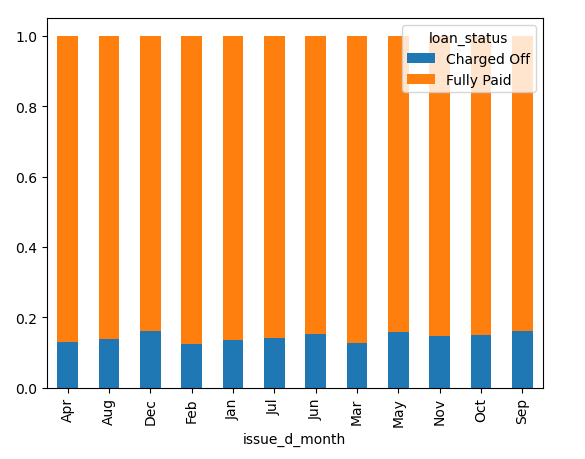 loan_status
Charged Off
Fully Paid
1.0
0.8
0.6
0.4
0.2
0.0
Apr
Aug
Dec
Feb
Jan
Jul
Jun
Mar
May
Nov
Oct
Sep
issue_d_month